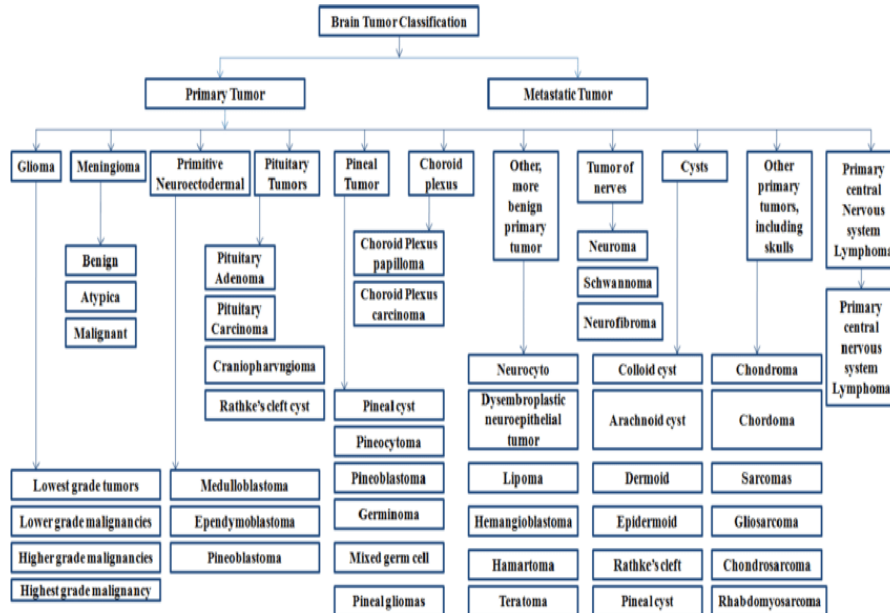 Brain Tumor Classification
Primary Tumor
Metastatic Tumor
Glioma
Meningioma
Primitive
Neuroectodermal
Pituitary
Tumors
Pineal
Tumor
Choroid
plexus
Other,
more
benign
primary
tumor
Tumor of
nerves
Cysts
Other
primary
tumors,
including
skulls
Primary
central
Nervous
system
Lymphoma
Benign
Atypica
Malignant
Pituitary
Adenoma
Pituitary
Carcinoma
Craniopharvngioma
Rathke's cleft cyst
Choroid Plexus
papilloma
Choroid Plexus
carcinoma
Neuroma
Schwannoma
Neurofibroma
Primary
central
nervous
system
Lymphoma
Lowest grade tumors
Lower grade malignancies
Higher grade malignancies
Highest grade malignancy
Medulloblastoma
Ependymoblastoma
Pineoblastoma
Pineal cyst
Pineocytoma
Pineoblastoma
Germinoma
Mixed germ cell
Pineal gliomas
Neurocyto
Dysembroplastic
neuroepithelial
tumor
Lipoma
Hemangioblastoma
Hamartoma
Teratoma
Colloid cyst
Arachnoid cyst
Dermoid
Epidermoid
Rathke's cleft
Pineal cyst
Chondroma
Chordoma
Sarcomas
Gliosarcoma
Chondrosarcoma
Rhabdomyosarcoma